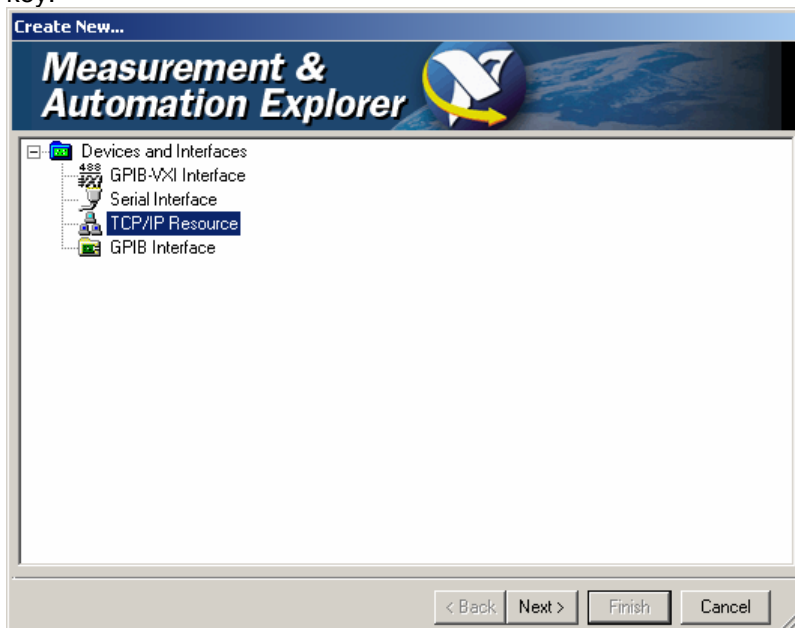 key.
Create New...
Measurement &
Automation Explorer
Devices and Interfaces
GPIB-VXI Interface
Serial Interface
TCP/IP Resource
GPIB Interface
< Back Next > Finish Cancel